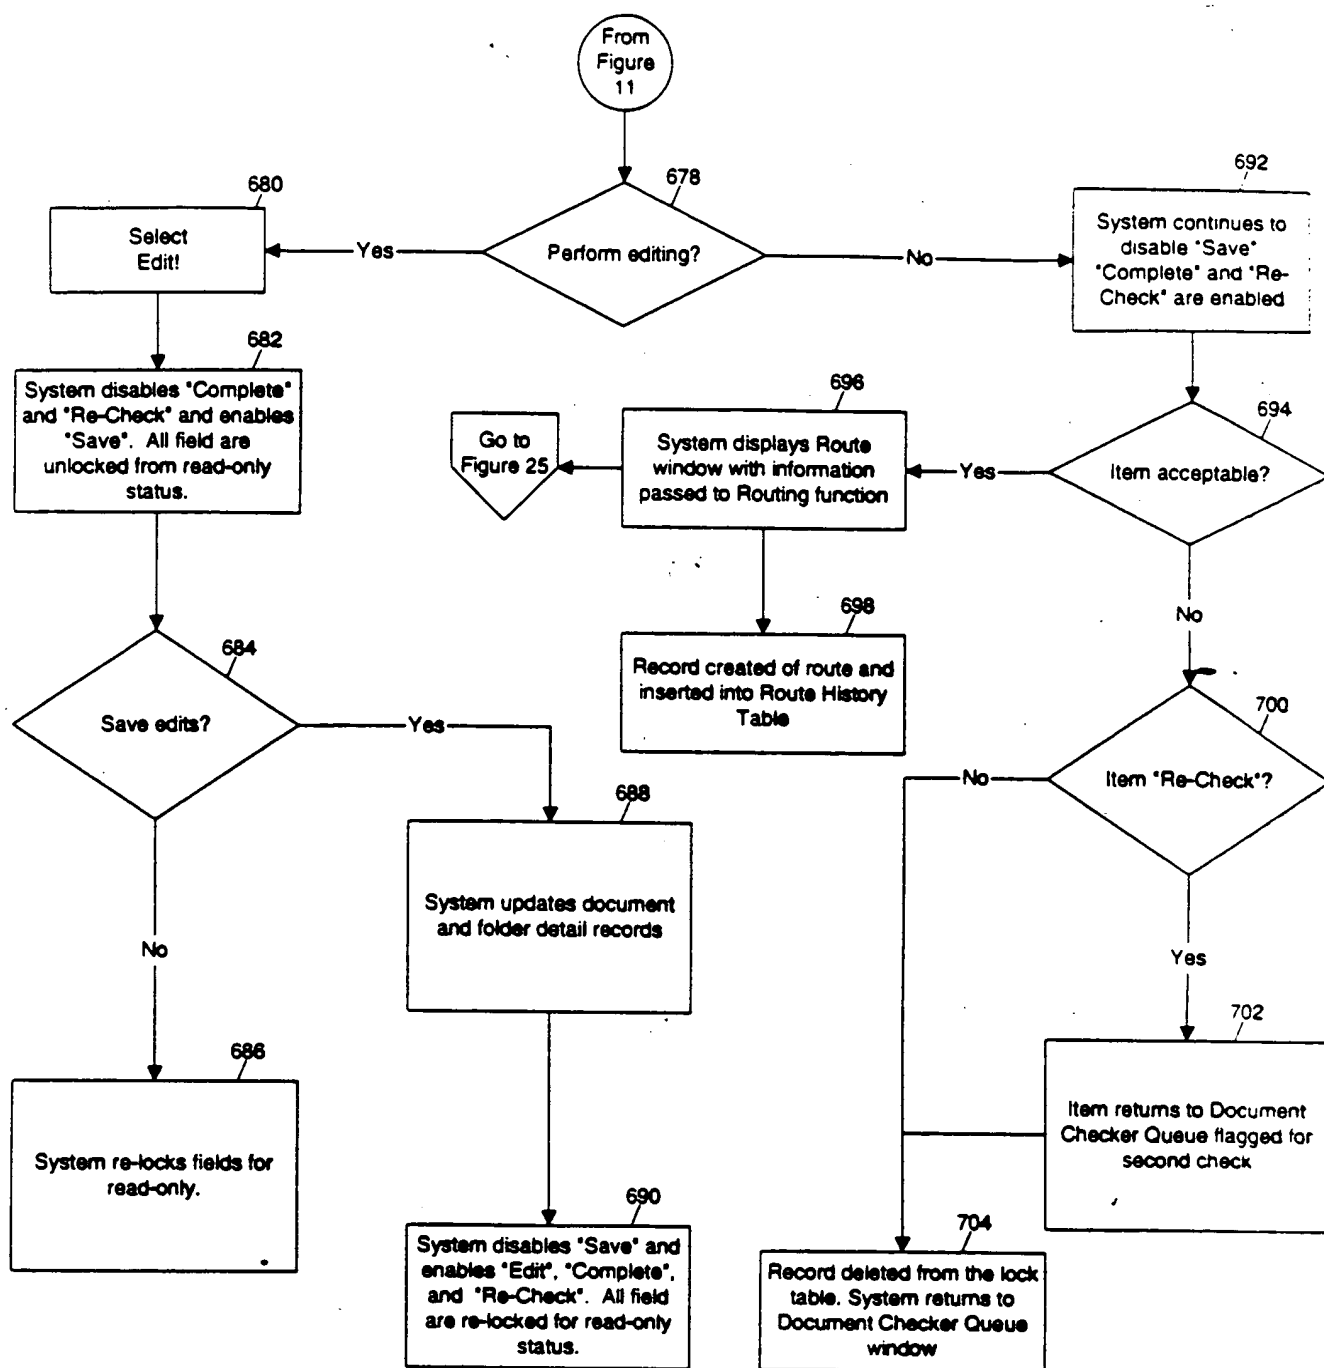 From
Figure
11
678
Perform editing?
Yes
No
680
Select
Edit!
692
System continues to
disable "Save"
"Complete" and "Re-
Check" are enabled
682
System disables "Complete"
and "Re-Check" and enables
"Save". All field are
unlocked from read-only
status.
694
Item acceptable?
Yes
No
696
System displays Route
window with information
passed to Routing function
Go to
Figure 25
698
Record created of route and
inserted into Route History
Table
684
Save edits?
Yes
No
700
Item "Re-Check"?
No
Yes
688
System updates document
and folder detail records
686
System re-locks fields for
read-only.
702
Item returns to Document
Checker Queue flagged for
second check
690
System disables "Save" and
enables "Edit", "Complete",
and "Re-Check". All field
are re-locked for read-only
status.
704
Record deleted from the lock
table. System returns to
Document Checker Queue
window